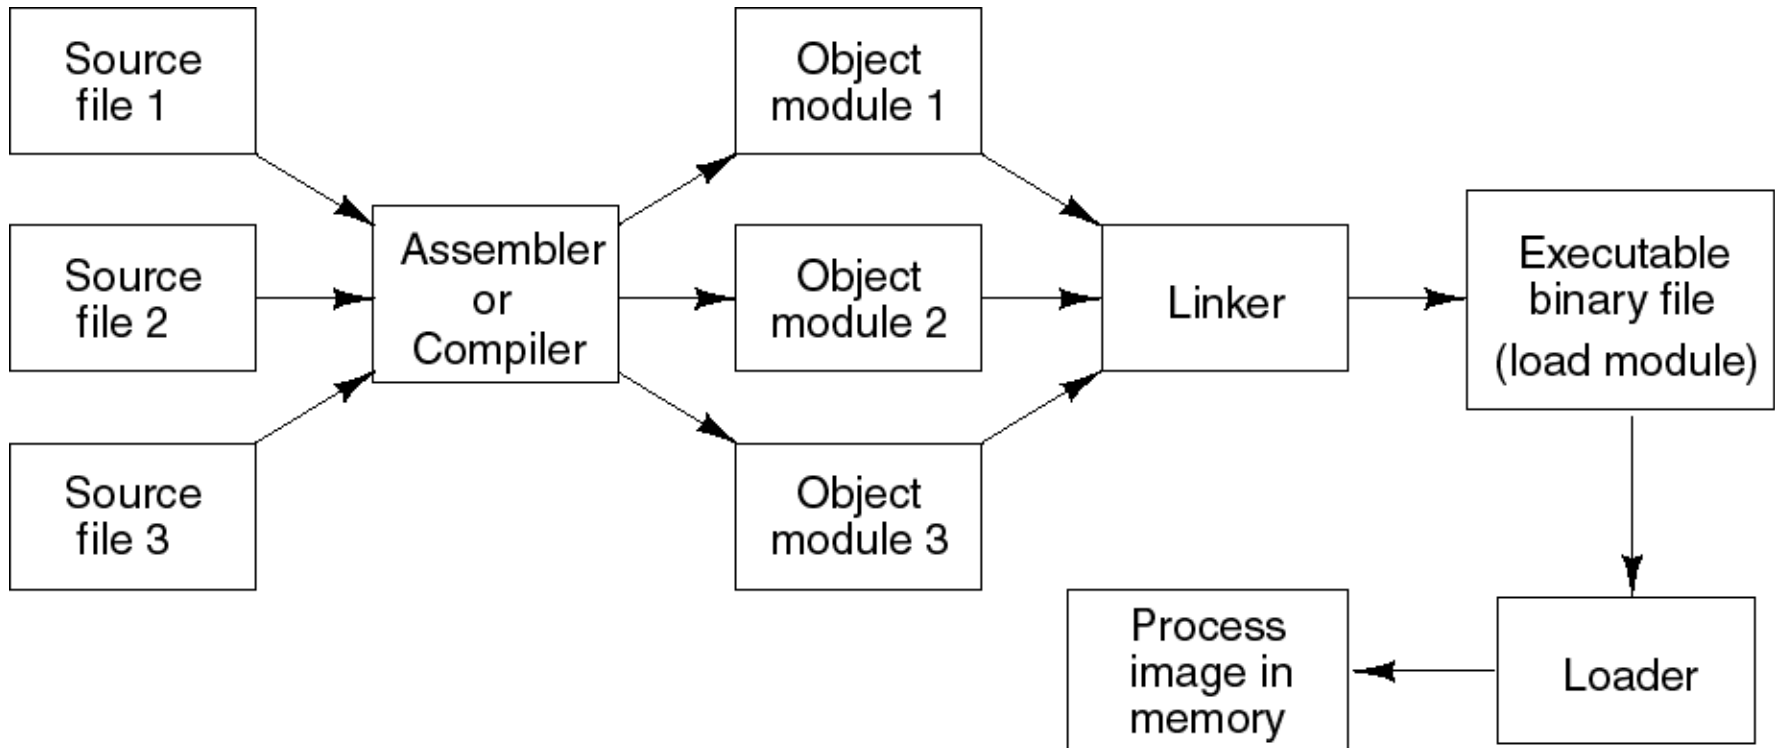 Source
file 1
Object
module 1
Source
file 2
Assembler
or
Compiler
Object
module 2
Linker
Executable
binary file
(load module)
Source
file 3
Object
module 3
Process
image in
memory
Loader